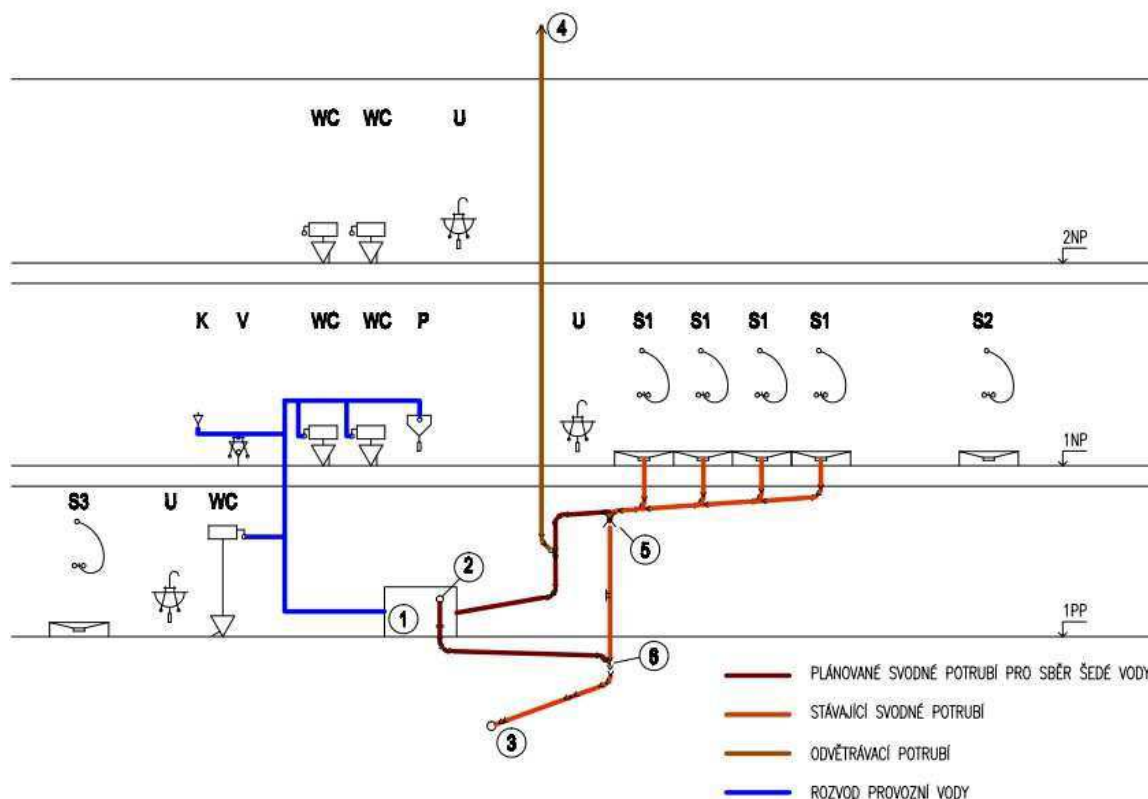 4
WC WC U
2NP
K V WC WC P U S1 S1 S1 S1 S2
1NP
S3 U WC
5
2
1
1PP
6
3
PLÁNOVANÉ SVODNÉ POTRUBÍ PRO SBĚR ŠEDÉ VODY
STÁVAJÍCÍ SVODNÉ POTRUBÍ
ODVĚTRÁVACÍ POTRUBÍ
ROZVOD PROVOZNÍ VODY